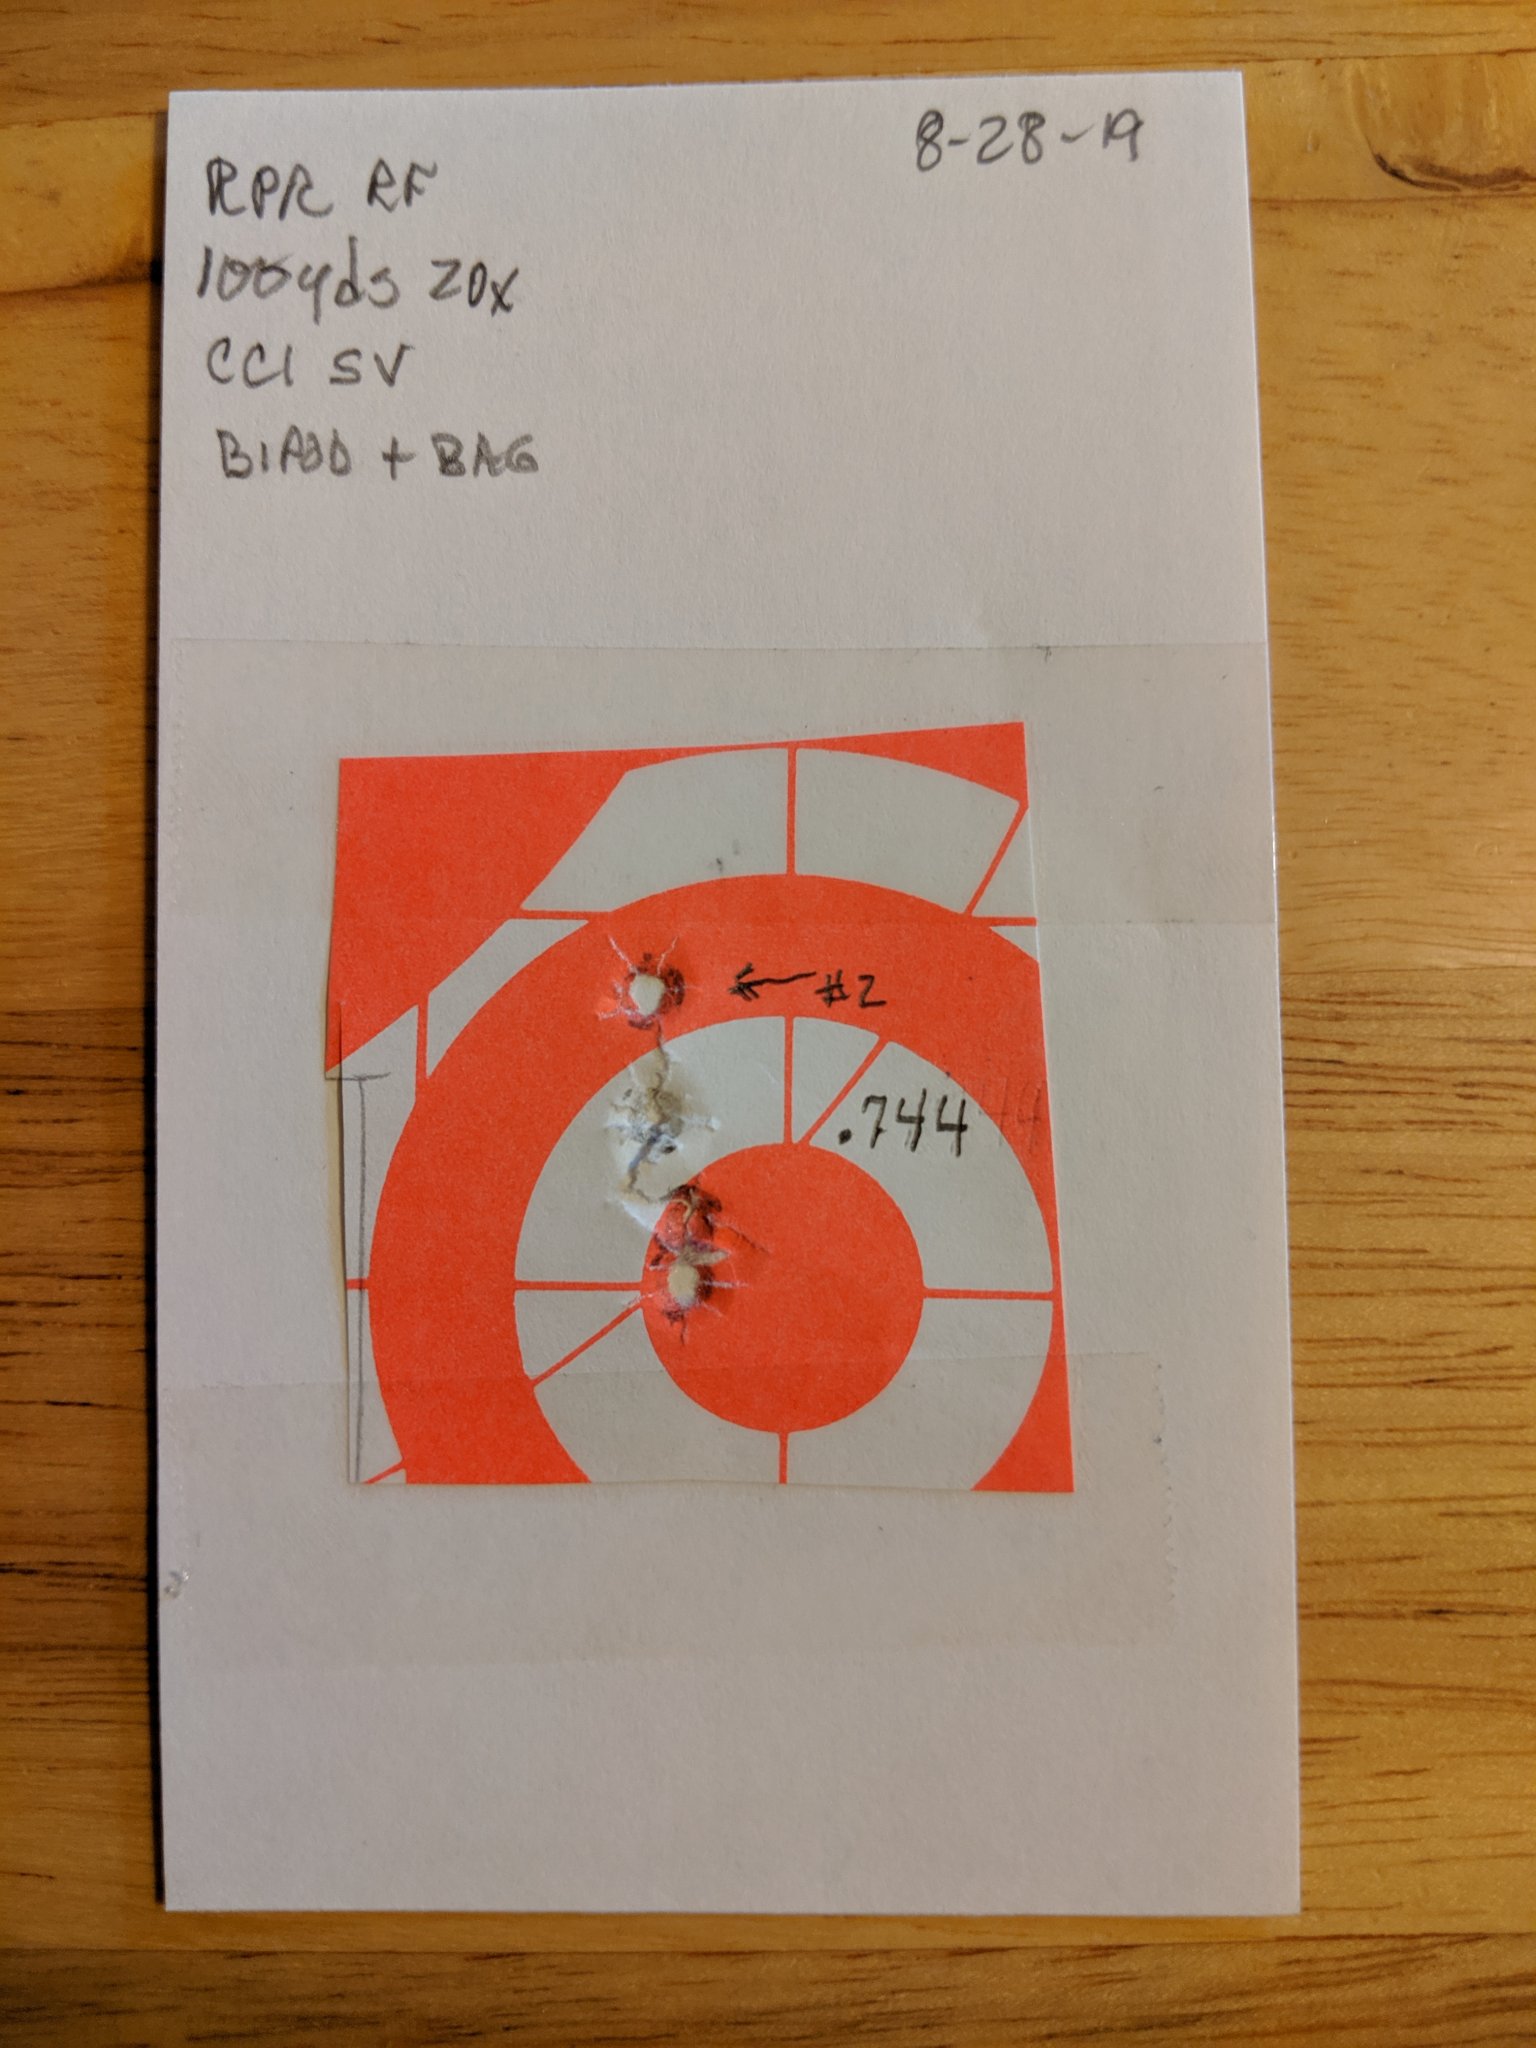 8-28-19
RPR RF
100yds 20x
CCI SV
BIPOD + BAG
← #2
.744